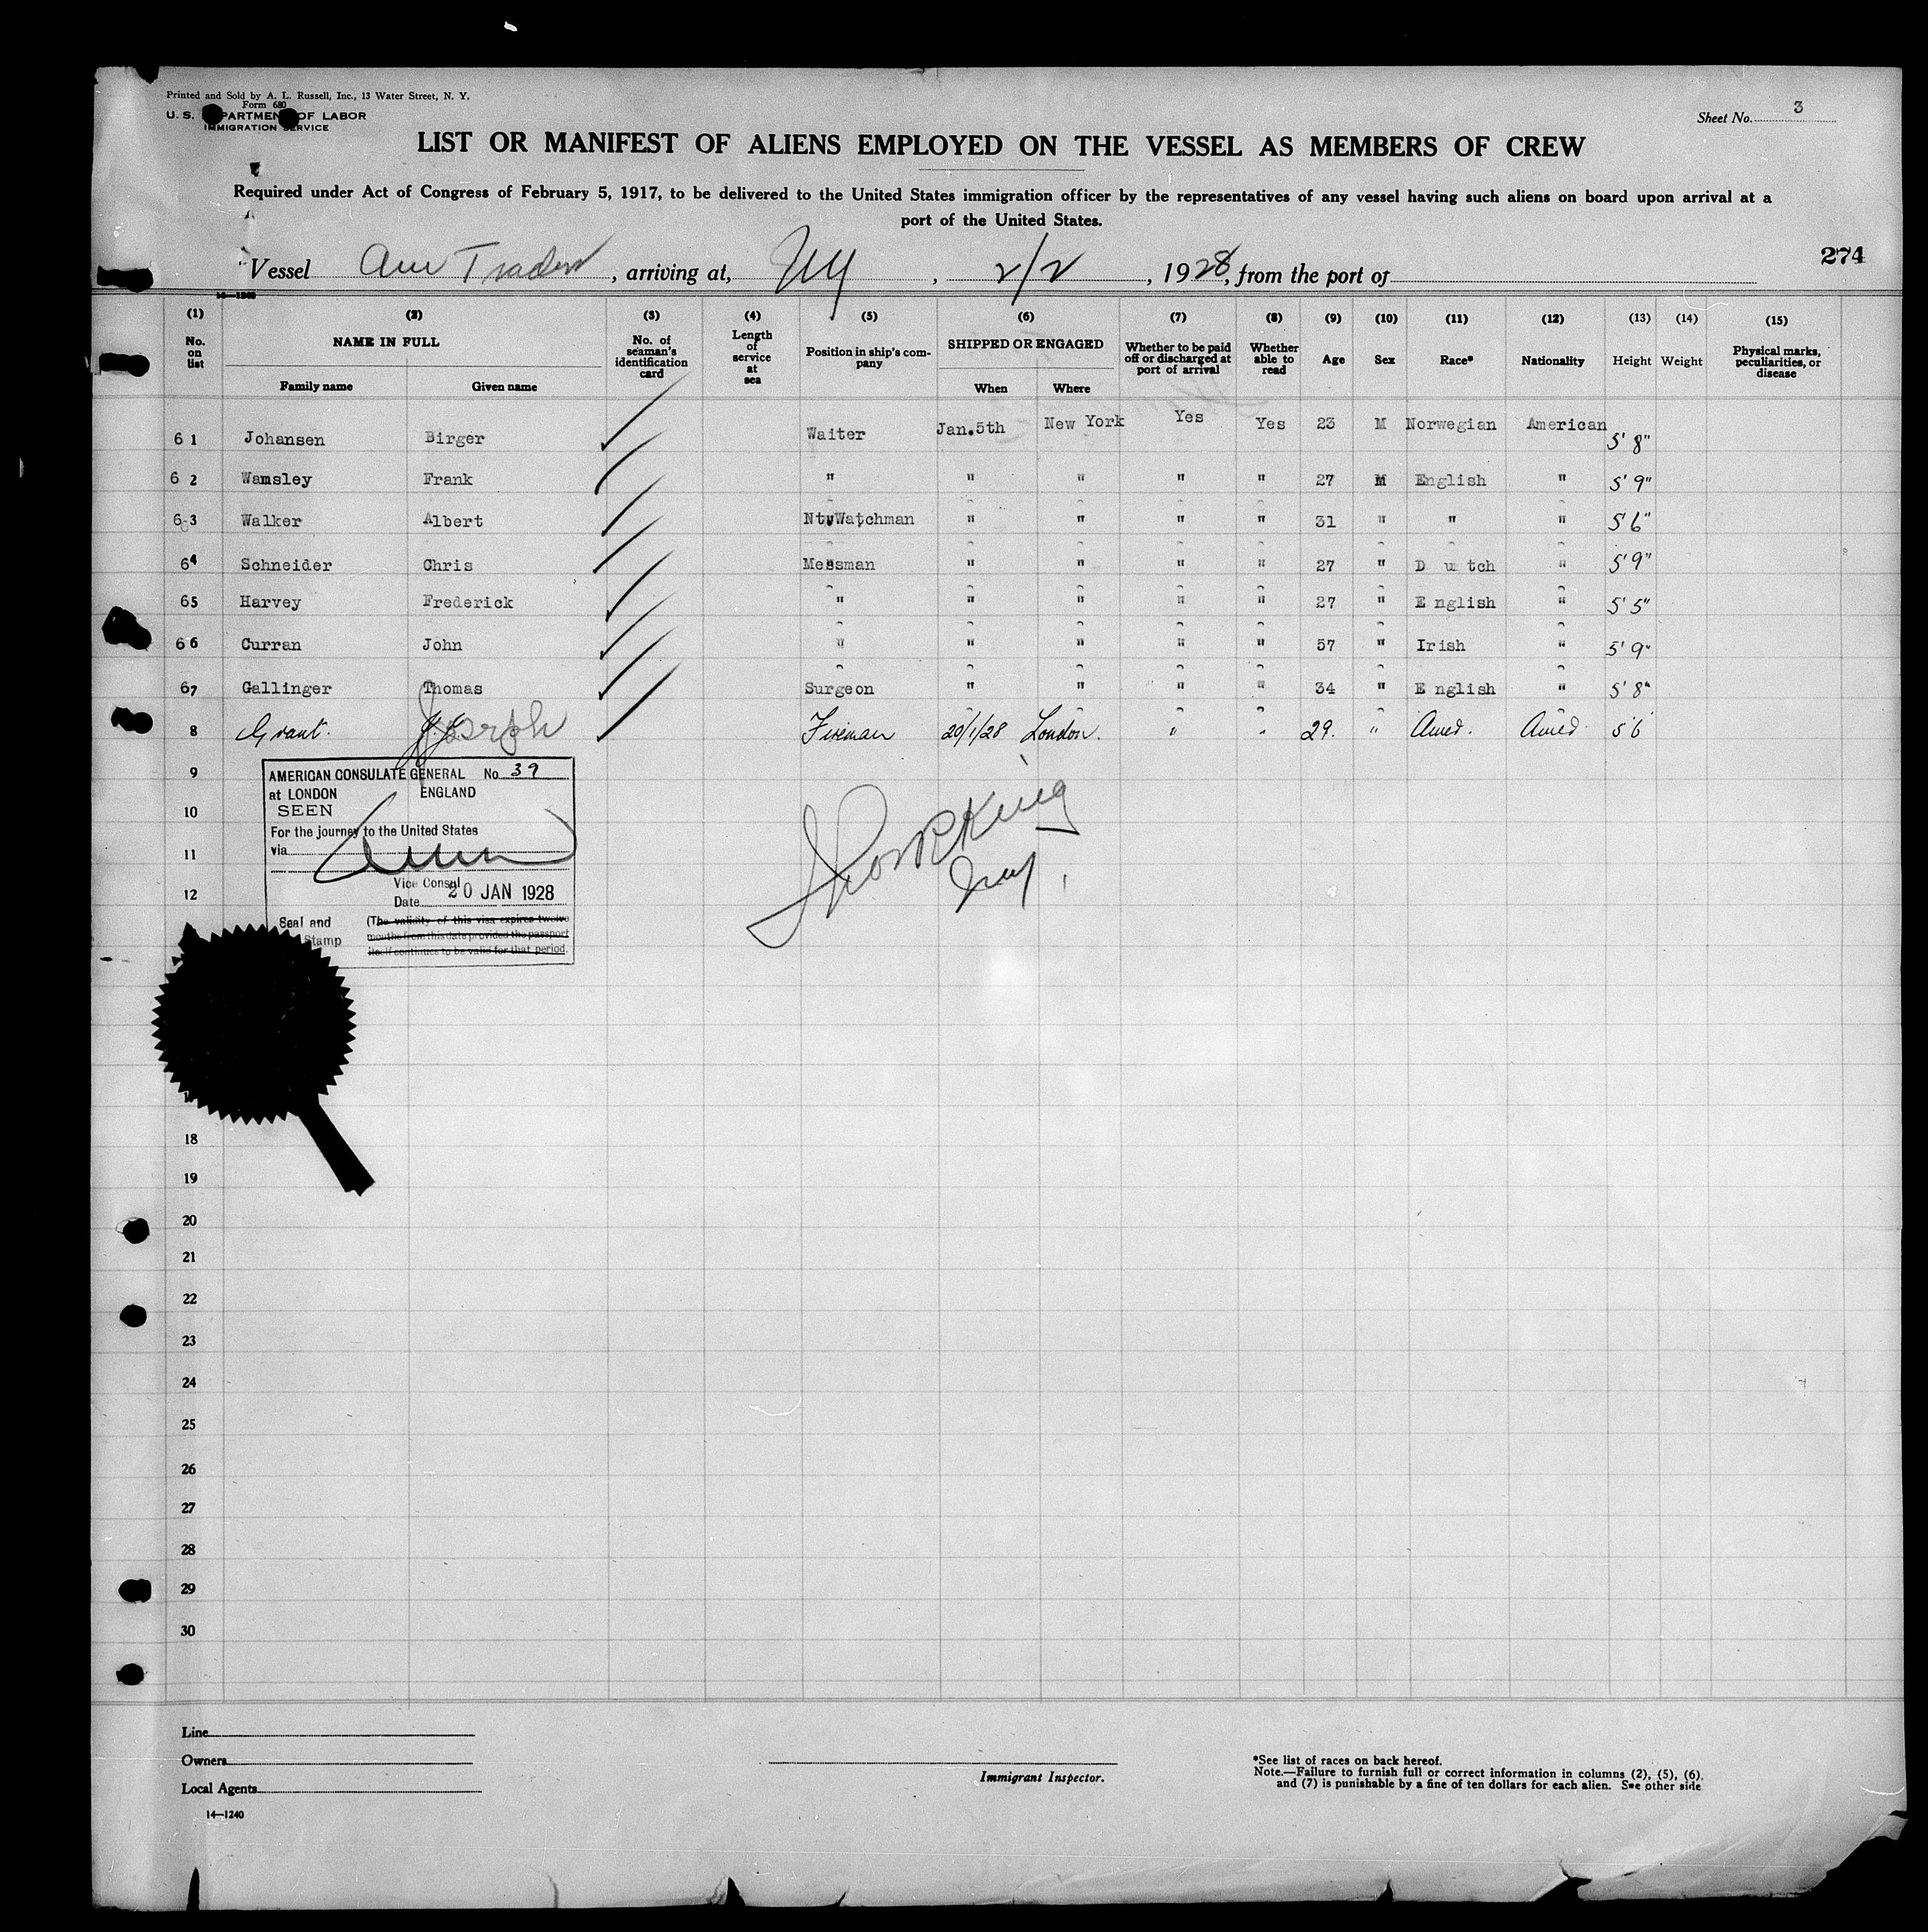 Printed and Sold by A. L. Russell, Inc., 13 Water Street, N. Y.
Form 680
U. S. DEPARTMENT OF LABOR
IMMIGRATION SERVICE
Sheet No. 3
LIST OR MANIFEST OF ALIENS EMPLOYED ON THE VESSEL AS MEMBERS OF CREW
Required under Act of Congress of February 5, 1917, to be delivered to the United States immigration officer by the representatives of any vessel having such aliens on board upon arrival at a
port of the United States.
274
Vessel Am Trader, arriving at, NY, 2/2, 1928, from the port of
(1) (2) (3) (4) (5) (6) (7) (8) (9) (10) (11) (12) (13) (14) (15)
No. on list NAME IN FULL Family name Given name No. of seaman's identification card Length of service at sea Position in ship's company SHIPPED OR ENGAGED When Where Whether to be paid off or discharged at port of arrival Whether able to read Age Sex Race* Nationality Height Weight Physical marks, peculiarities, or disease
61 Johansen Birger Waiter Jan.5th New York Yes Yes 23 M Norwegian American 5' 8"
62 Wamsley Frank " " " " " 27 M English " 5' 9"
63 Walker Albert Nt.Watchman " " " " 31 " " " 5' 6"
64 Schneider Chris Messman " " " " 27 " Dutch " 5' 9"
65 Harvey Frederick " " " " " 27 " English " 5' 5"
66 Curran John " " " " " 57 " Irish " 5' 9"
67 Gallinger Thomas Surgeon " " " " 34 " English " 5' 8"
8 Grant. Joseph Fireman 20/1/28 London. " " 29. " Amer. Amer. 5' 6
9
10
11
12
AMERICAN CONSULATE GENERAL No. 39
at LONDON ENGLAND
SEEN
For the journey to the United States
via
Vice Consul
Date 20 JAN 1928
Seal and Stamp
(The validity of this visa expires twelve
months from this date provided the passport
itself continues to be valid for that period.
18
19
20
21
22
23
24
25
26
27
28
29
30
Line
Owners
Local Agents
14—1240
Immigrant Inspector.
*See list of races on back hereof.
Note.—Failure to furnish full or correct information in columns (2), (5), (6),
and (7) is punishable by a fine of ten dollars for each alien. See other side